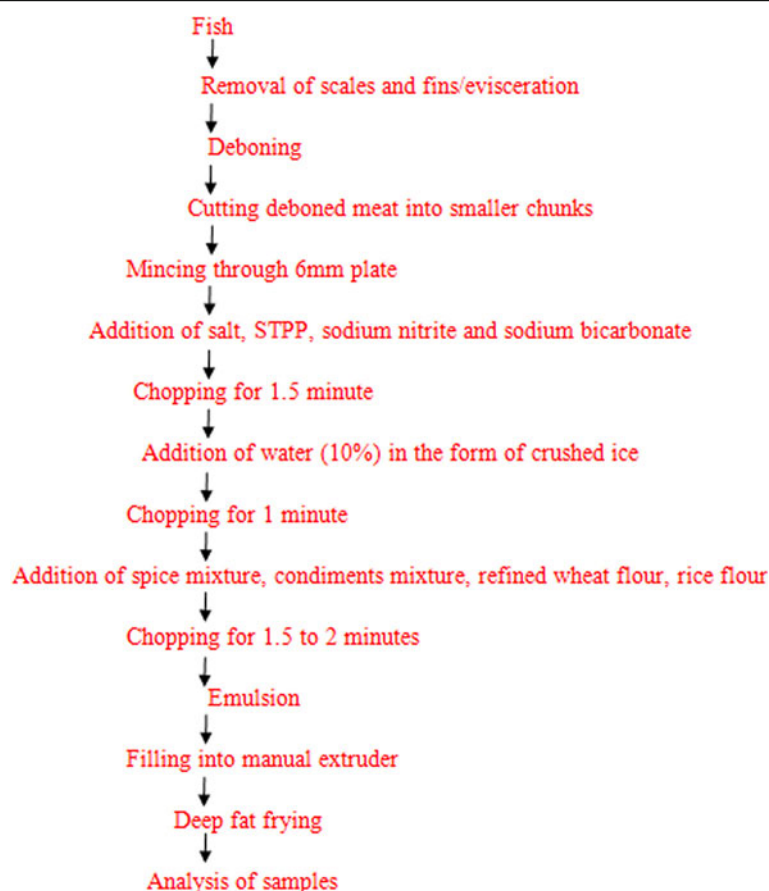 Fish
Removal of scales and fins/evisceration
Deboning
Cutting deboned meat into smaller chunks
Mincing through 6mm plate
Addition of salt, STPP, sodium nitrite and sodium bicarbonate
Chopping for 1.5 minute
Addition of water (10%) in the form of crushed ice
Chopping for 1 minute
Addition of spice mixture, condiments mixture, refined wheat flour, rice flour
Chopping for 1.5 to 2 minutes
Emulsion
Filling into manual extruder
Deep fat frying
Analysis of samples